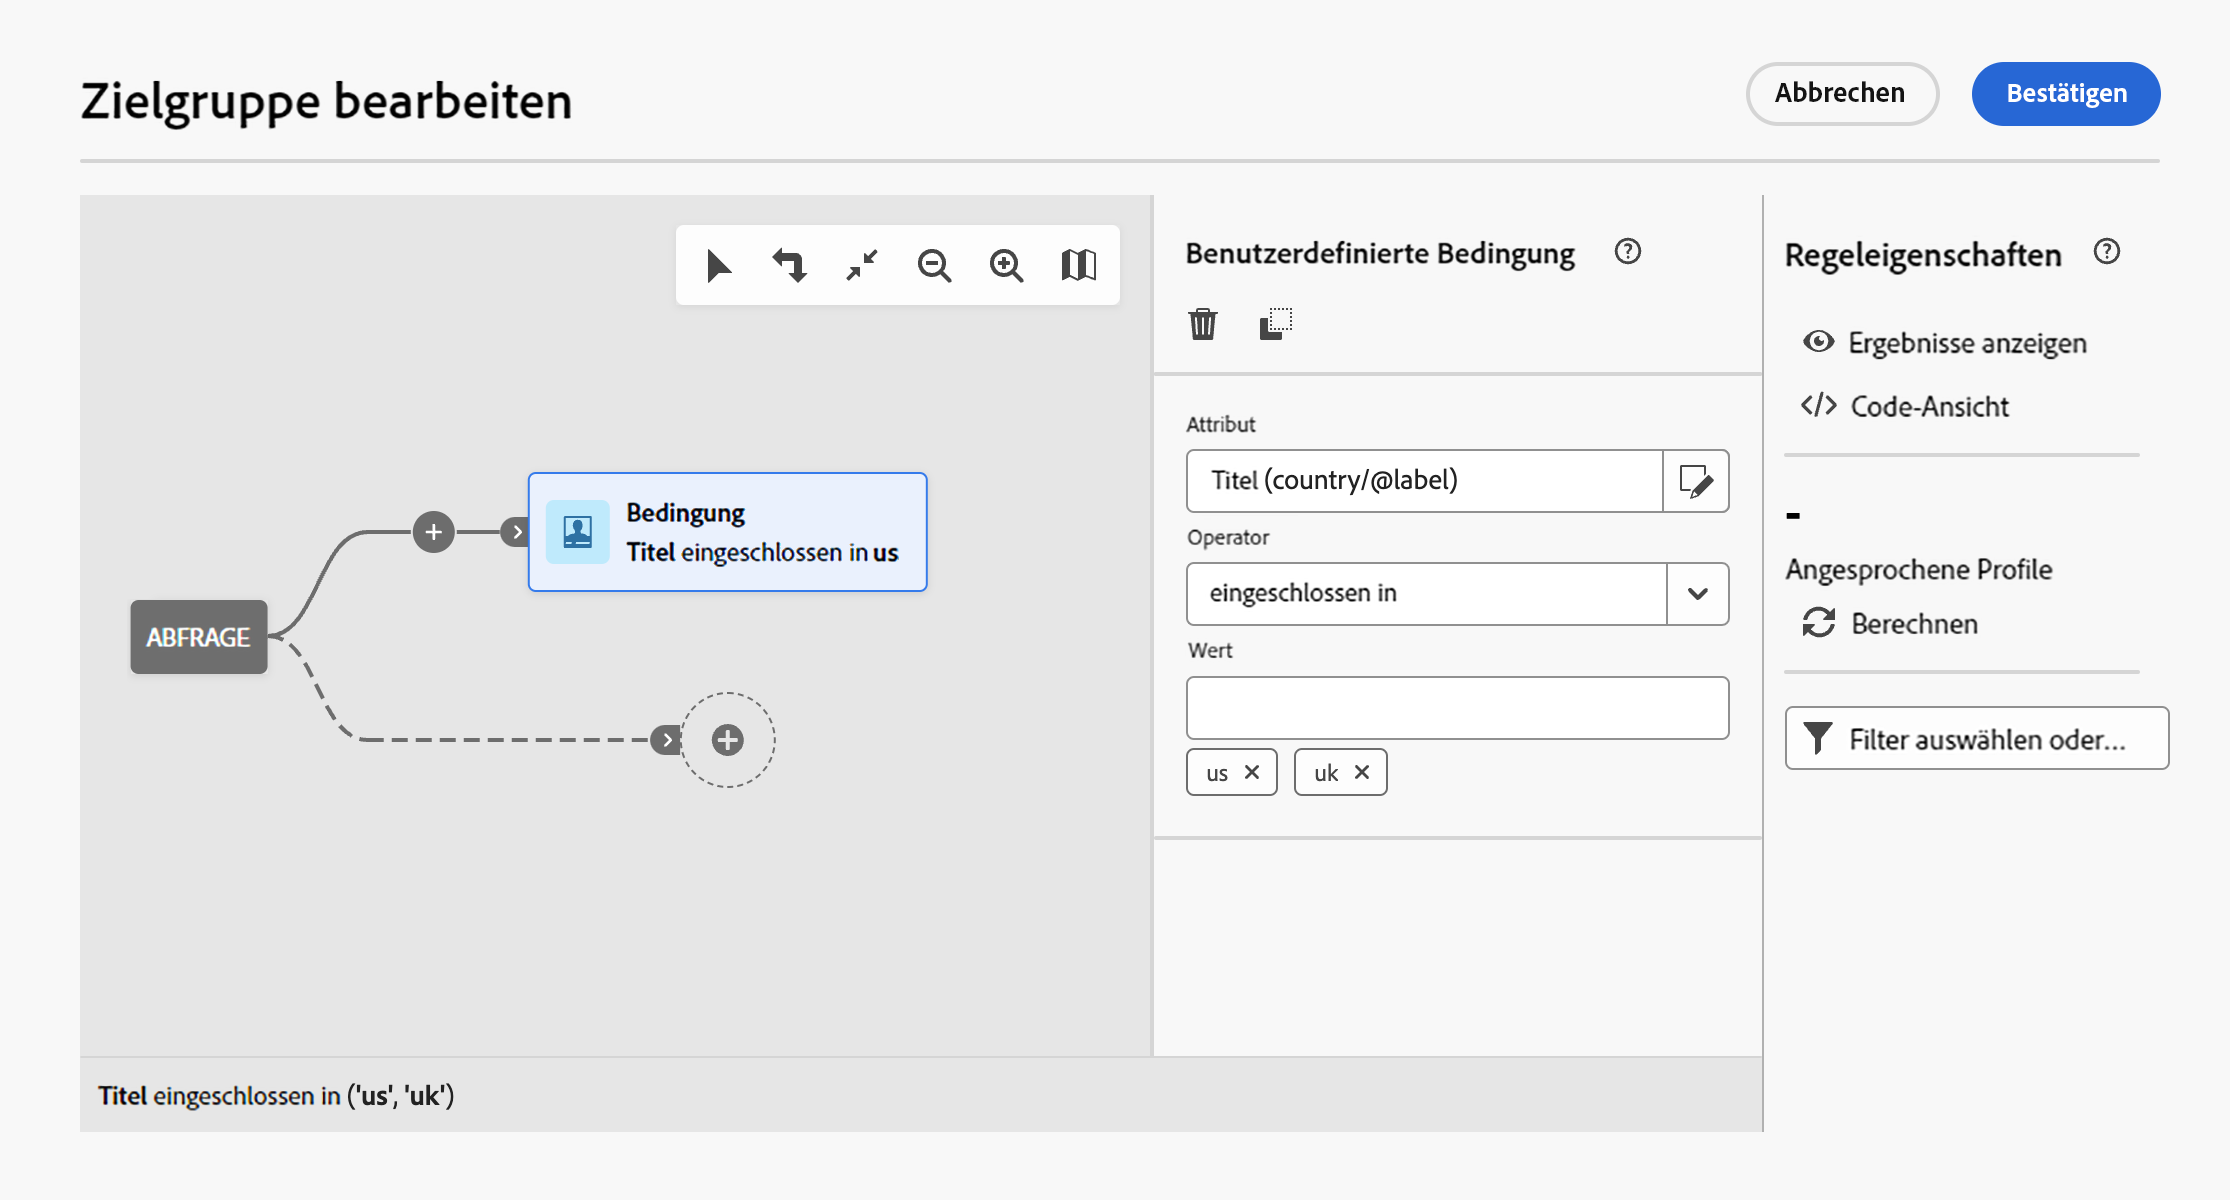 Zielgruppe bearbeiten
Abbrechen
Bestätigen
ABFRAGE
Bedingung
Titel eingeschlossen in us
Titel eingeschlossen in ('us', 'uk')
Benutzerdefinierte Bedingung
Attribut
Titel (country/@label)
Operator
eingeschlossen in
Wert
us
uk
Regeleigenschaften
Ergebnisse anzeigen
Code-Ansicht
-
Angesprochene Profile
Berechnen
Filter auswählen oder...